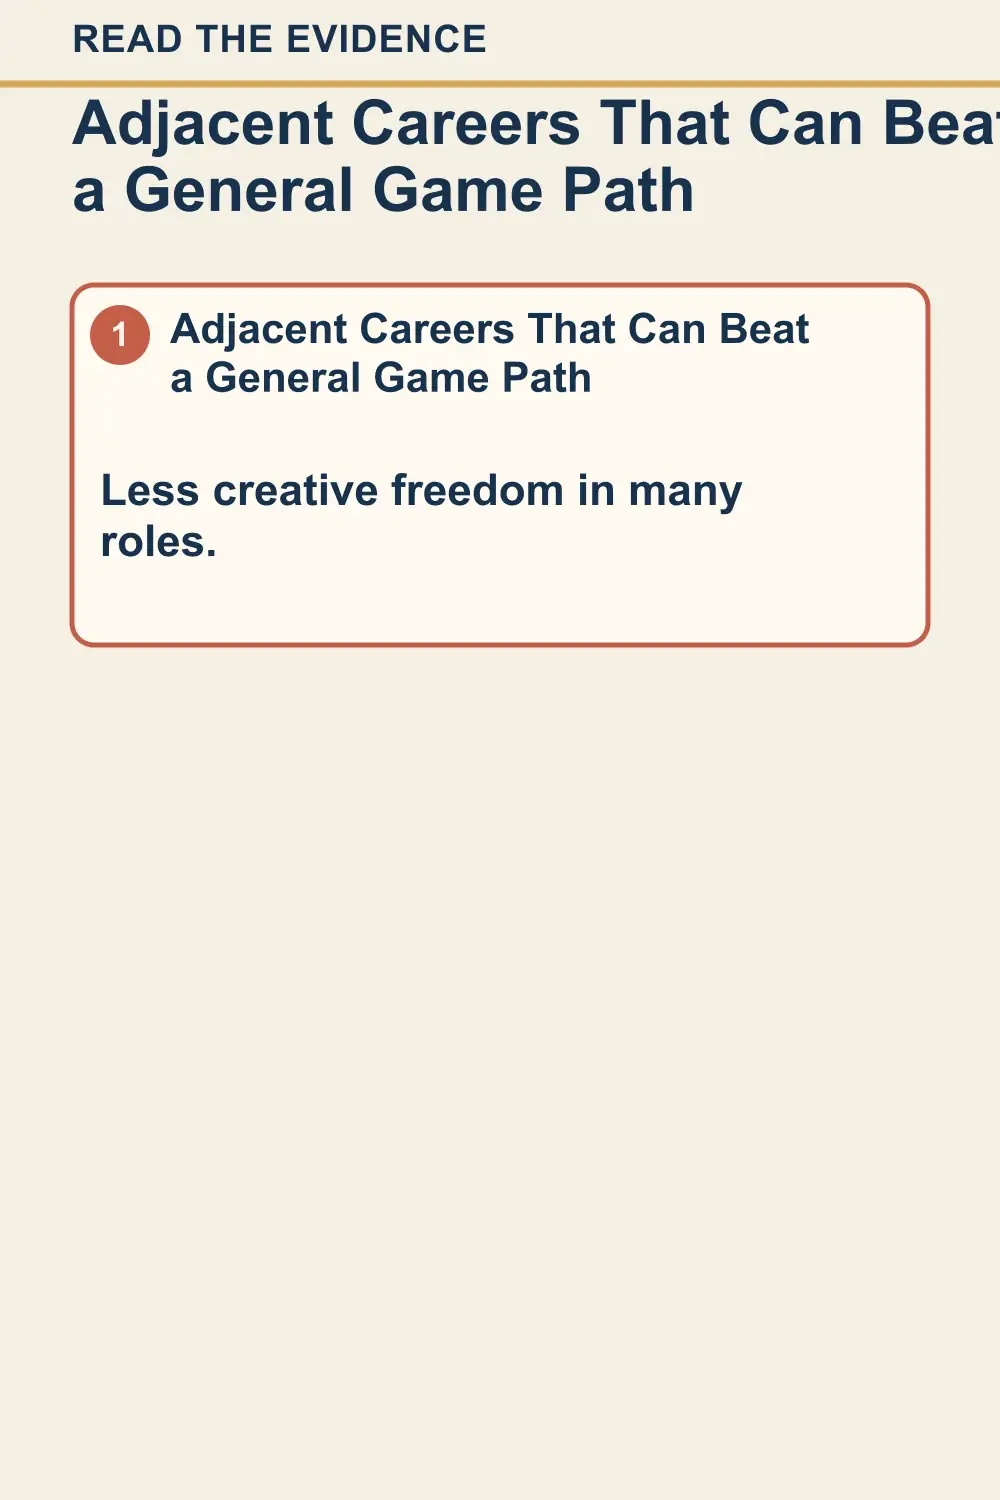 READ THE EVIDENCE
Adjacent Careers That Can Beat
a General Game Path
1
Adjacent Careers That Can Beat
a General Game Path
Less creative freedom in many
roles.